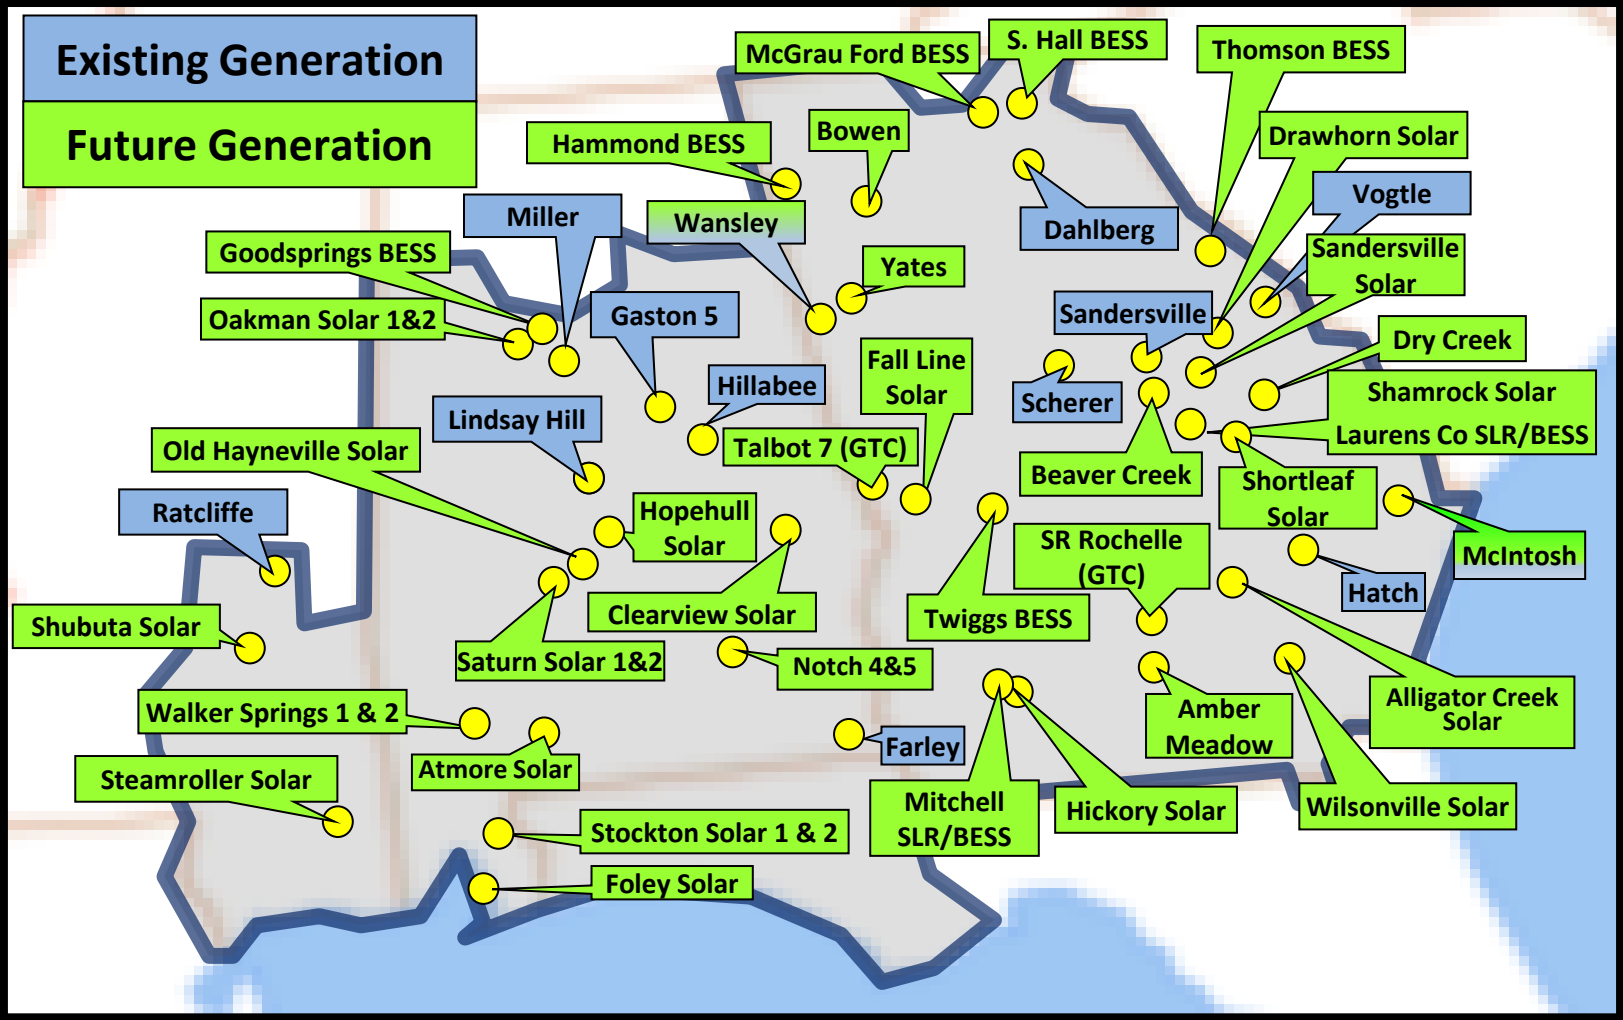 Existing Generation
Future Generation
McGrau Ford BESS
S. Hall BESS
Thomson BESS
Hammond BESS
Bowen
Drawhorn Solar
Miller
Wansley
Dahlberg
Vogtle
Goodsprings BESS
Yates
Sandersville
Solar
Oakman Solar 1&2
Gaston 5
Sandersville
Dry Creek
Fall Line
Solar
Hillabee
Scherer
Shamrock Solar
Laurens Co SLR/BESS
Lindsay Hill
Old Hayneville Solar
Talbot 7 (GTC)
Beaver Creek
Shortleaf
Solar
Ratcliffe
Hopehull
Solar
SR Rochelle
(GTC)
McIntosh
Hatch
Clearview Solar
Twiggs BESS
Shubuta Solar
Saturn Solar 1&2
Notch 4&5
Alligator Creek
Solar
Walker Springs 1 & 2
Amber
Meadow
Farley
Steamroller Solar
Atmore Solar
Mitchell
SLR/BESS
Hickory Solar
Wilsonville Solar
Stockton Solar 1 & 2
Foley Solar